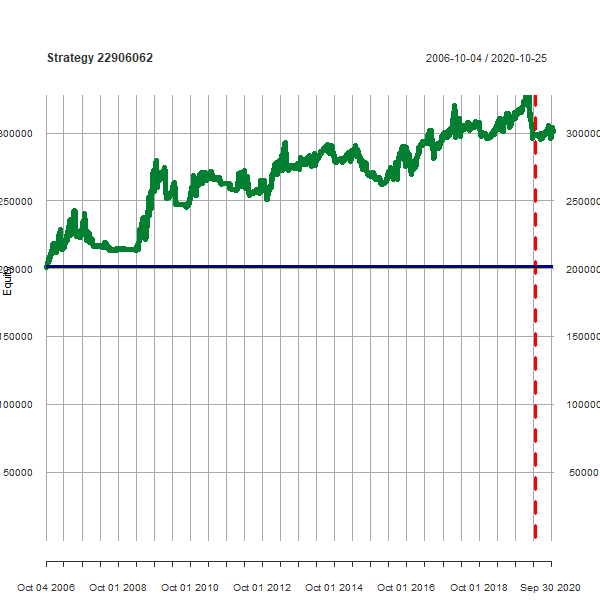 Strategy 22906062 2006-10-04 / 2020-10-25
300000 300000
250000 250000
200000 200000
Equity
150000 150000
100000 100000
50000 50000
Oct 04 2006 Oct 01 2008 Oct 01 2010 Oct 01 2012 Oct 01 2014 Oct 01 2016 Oct 01 2018 Sep 30 2020